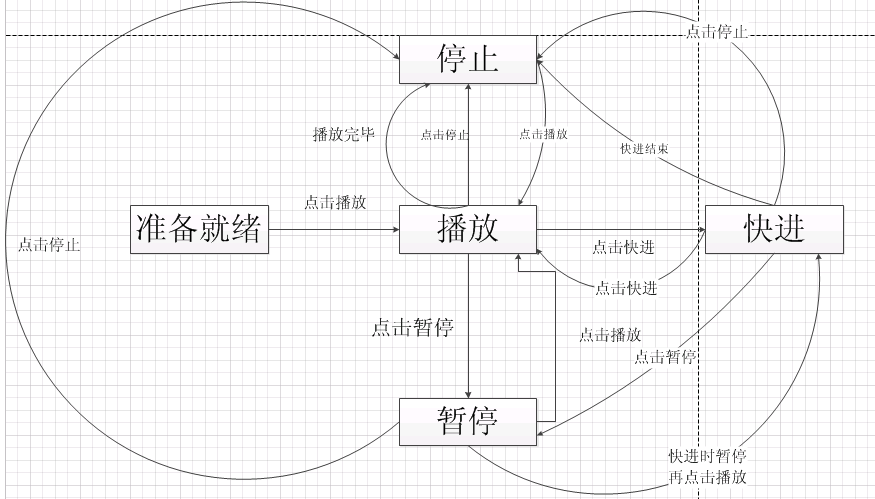 点击停止
停止
播放完毕
点击停止
点击播放
快进结束
点击播放
准备就绪
播放
快进
点击停止
点击快进
点击快进
点击暂停
点击播放
点击暂停
暂停
快时暂停
再点击播放